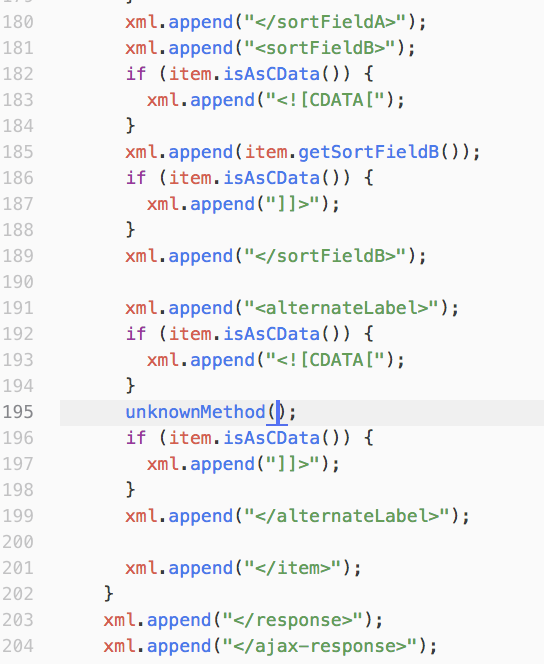 180 xml.append("</sortFieldA>");
181 xml.append("<sortFieldB>");
182 if (item.isAsCData()) {
183 xml.append("<![CDATA[");
184 }
185 xml.append(item.getSortFieldB());
186 if (item.isAsCData()) {
187 xml.append("]]>");
188 }
189 xml.append("</sortFieldB>");
190
191 xml.append("<alternateLabel>");
192 if (item.isAsCData()) {
193 xml.append("<![CDATA[");
194 }
195 unknownMethod();
196 if (item.isAsCData()) {
197 xml.append("]]>");
198 }
199 xml.append("</alternateLabel>");
200
201 xml.append("</item>");
202 }
203 xml.append("</response>");
204 xml.append("</ajax-response>");